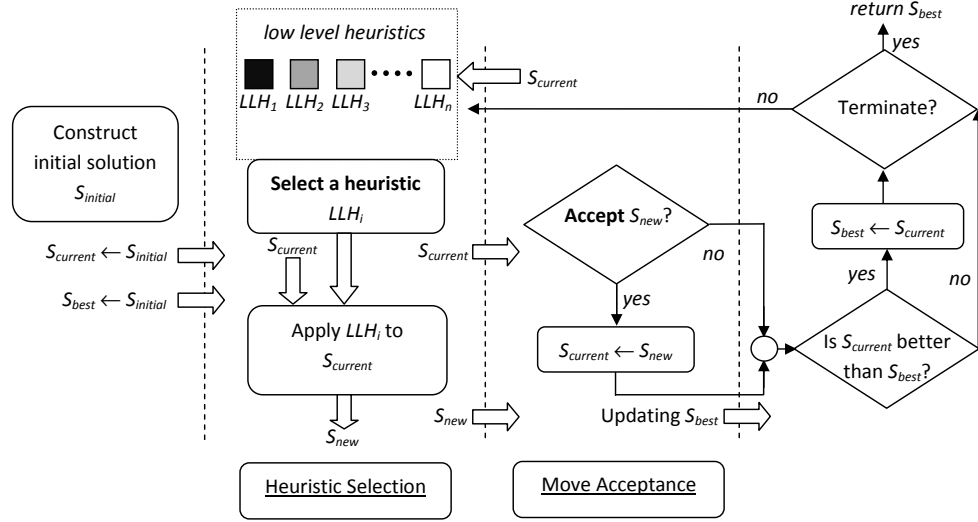 Construct
initial solution
S_initial
S_current ← S_initial
S_best ← S_initial
low level heuristics
LLH_1 LLH_2 LLH_3 LLH_n
S_current
Select a heuristic
LLH_i
S_current
Apply LLH_i to
S_current
S_new
Heuristic Selection
S_current
S_new
Accept S_new?
no
yes
S_current ← S_new
Updating S_best
Move Acceptance
return S_best
yes
no
Terminate?
S_best ← S_current
yes
no
Is S_current better
than S_best?